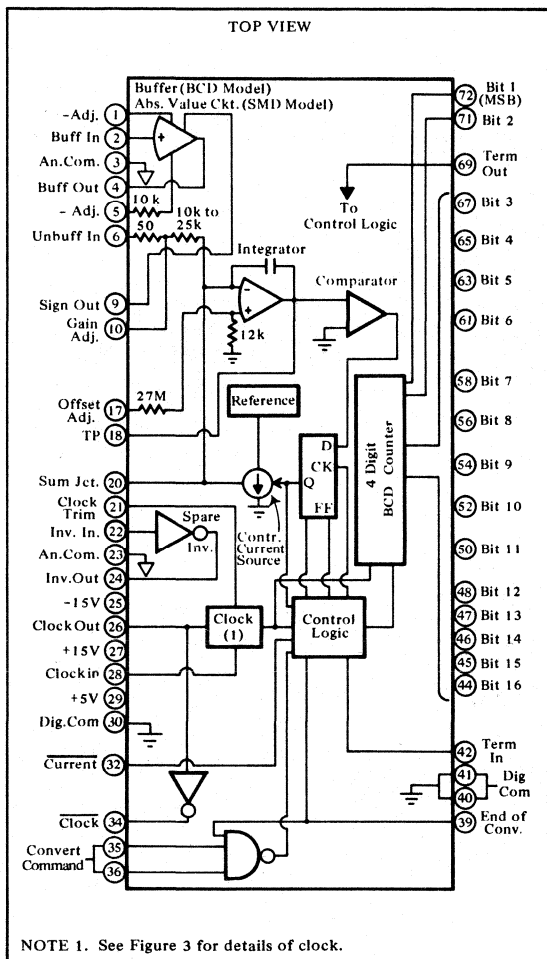 TOP VIEW
Buffer (BCD Model)
Abs. Value Ckt. (SMD Model)
-Adj. 1
Buff In 2
An.Com. 3
Buff Out 4
- Adj. 5
Unbuff In 6
Sign Out 9
Gain Adj. 10
Offset Adj. 17
TP 18
Sum Jct. 20
Clock Trim 21
Inv. In. 22
An.Com. 23
Inv.Out 24
-15V 25
Clock Out 26
+15V 27
Clockin 28
+5V 29
Dig.Com 30
Current 32
Clock 34
Convert Command 35 36
+
10 k
50
10k to 25k
Integrator
-
+
12k
27M
Comparator
Reference
Contr. Current Source
Spare Inv.
D
CK
Q
FF
4 Digit BCD Counter
Clock (1)
Control Logic
To Control Logic
72 Bit 1 (MSB)
71 Bit 2
69 Term Out
67 Bit 3
65 Bit 4
63 Bit 5
61 Bit 6
58 Bit 7
56 Bit 8
54 Bit 9
52 Bit 10
50 Bit 11
48 Bit 12
47 Bit 13
46 Bit 14
45 Bit 15
44 Bit 16
42 Term In
41
40 Dig Com
39 End of Conv.
NOTE 1. See Figure 3 for details of clock.